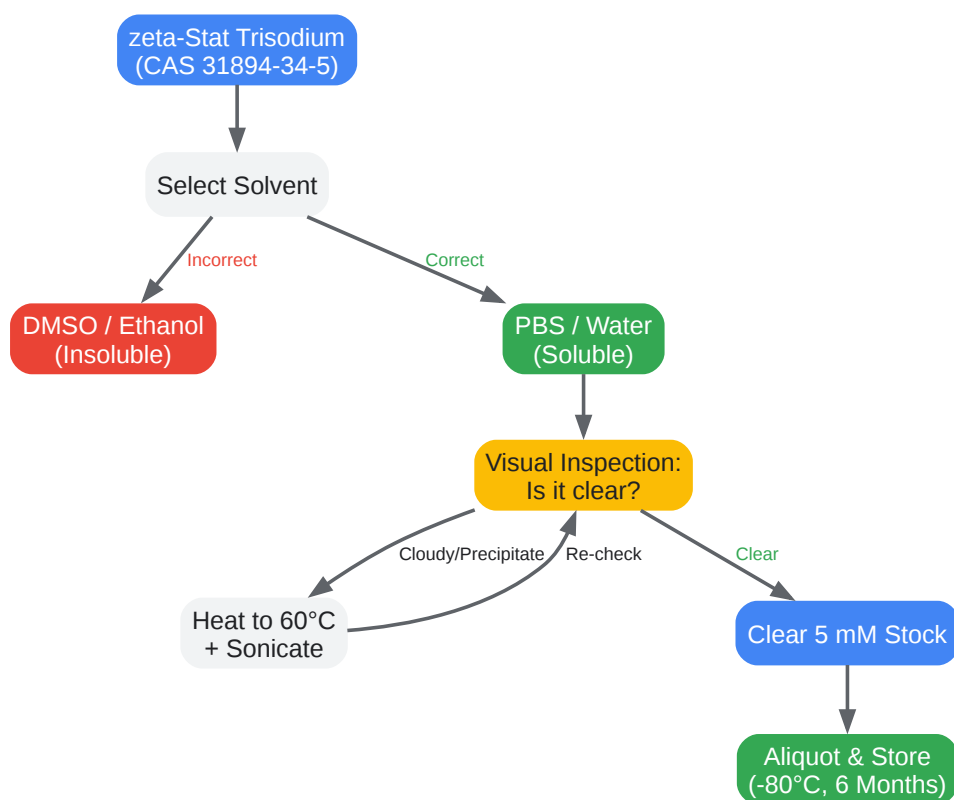 zeta-Stat Trisodium
(CAS 31894-34-5)
Select Solvent
Incorrect
Correct
DMSO / Ethanol
(Insoluble)
PBS / Water
(Soluble)
Visual Inspection:
Is it clear?
Cloudy/Precipitate
Re-check
Clear
Heat to 60°C
+ Sonicate
Clear 5 mM Stock
Aliquot & Store
(-80°C, 6 Months)